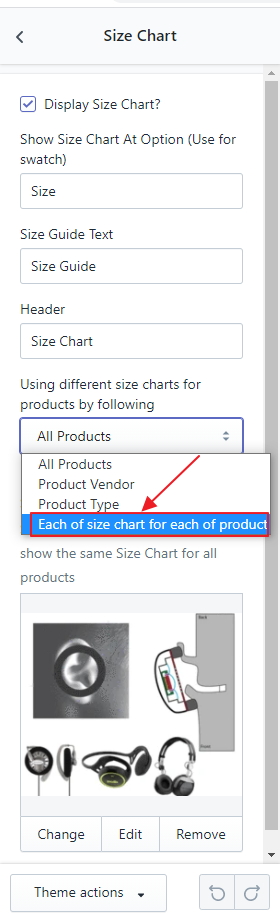 Size Chart
Display Size Chart?
Show Size Chart At Option (Use for
swatch)
Size
Size Guide Text
Size Guide
Header
Size Chart
Using different size charts for
products by following
All Products
All Products
Product Vendor
Product Type
Each of size chart for each of product
show the same Size Chart for all
products
Back
Front
Change
Edit
Remove
Theme actions